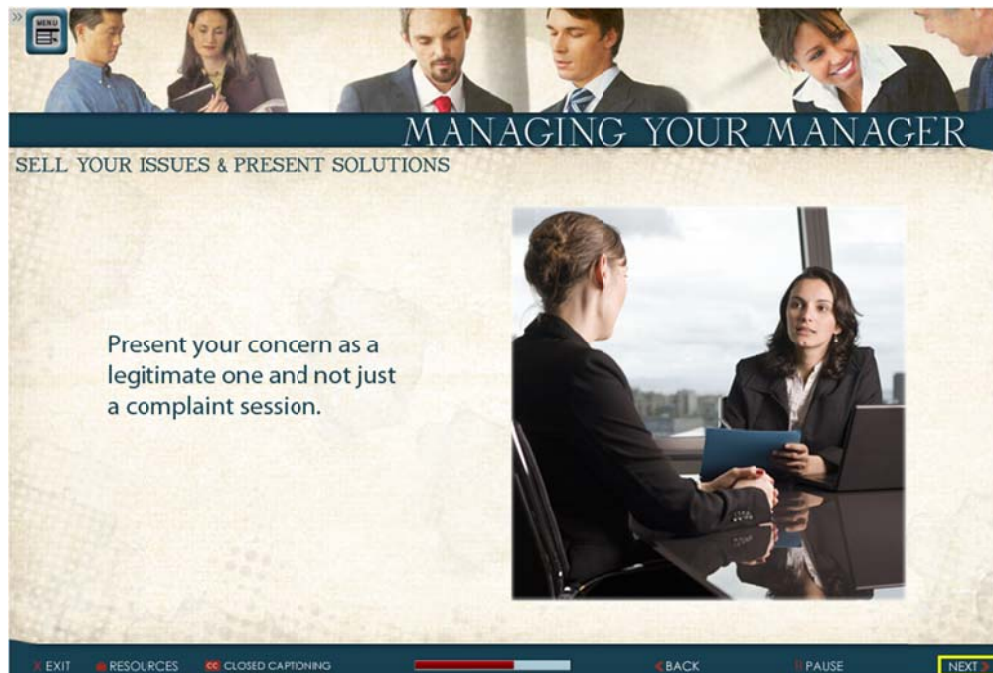 »
MENU
MANAGING YOUR MANAGER
SELL YOUR ISSUES & PRESENT SOLUTIONS
Present your concern as a
legitimate one and not just
a complaint session.
X EXIT RESOURCES CC CLOSED CAPTONING < BACK || PAUSE NEXT >